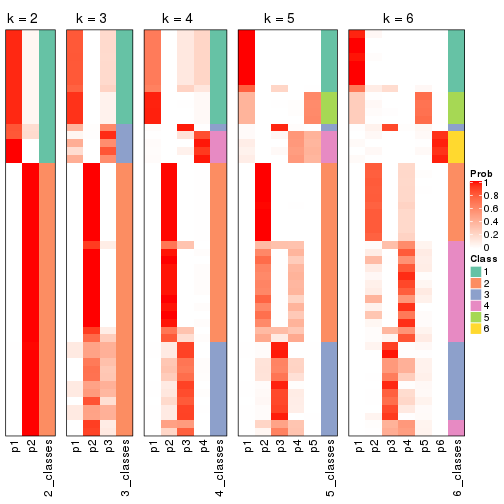 k = 2
k = 3
k = 4
k = 5
k = 6
Prob
1
0.8
0.6
0.4
0.2
0
Class
1
2
3
4
5
6
p1
p2
2_classes
p1
p2
p3
3_classes
p1
p2
p3
p4
4_classes
p1
p2
p3
p4
p5
5_classes
p1
p2
p3
p4
p5
p6
6_classes